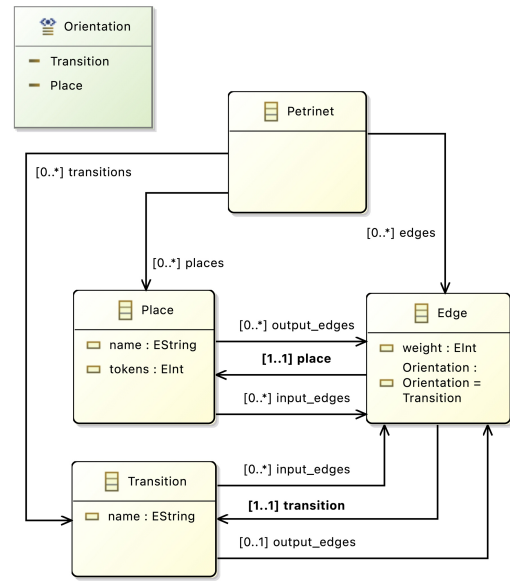 Orientation
Transition
Place
Petrinet
[0..*] transitions
[0..*] edges
[0..*] places
Place
name : EString
tokens : EInt
[0..*] output_edges
[1..1] place
[0..*] input_edges
Edge
weight : EInt
Orientation :
Orientation =
Transition
Transition
name : EString
[0..*] input_edges
[1..1] transition
[0..1] output_edges